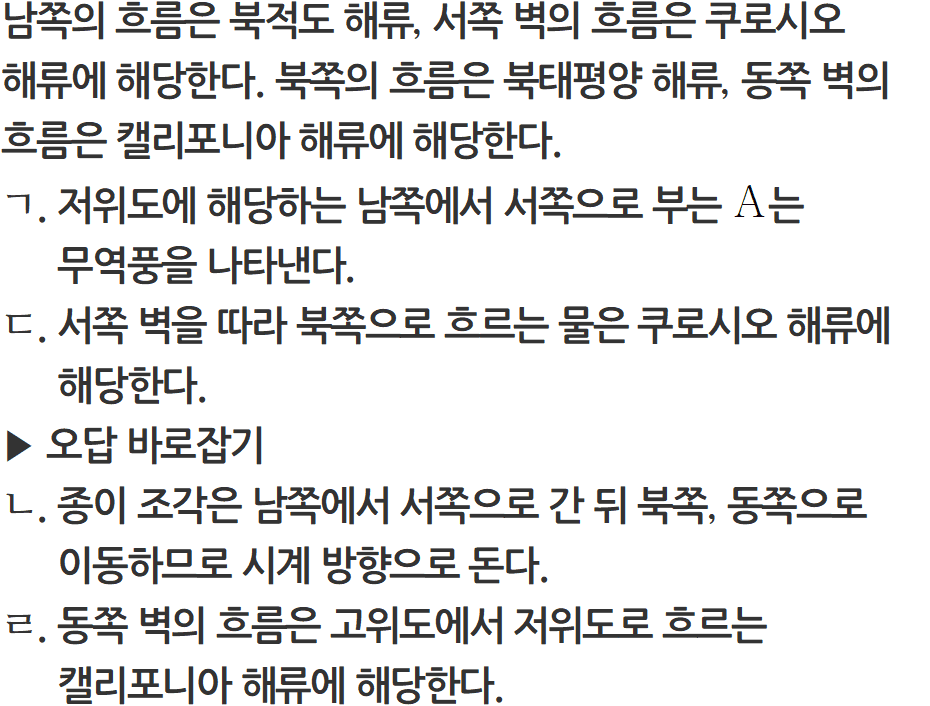 남쪽의 흐름은 북적도 해류, 서쪽 벽의 흐름은 쿠로시오
해류에 해당한다. 북쪽의 흐름은 북태평양 해류, 동쪽 벽의
흐름은 캘리포니아 해류에 해당한다.
ㄱ. 저위도에 해당하는 남쪽에서 서쪽으로 부는 A는
무역풍을 나타낸다.
ㄷ. 서쪽 벽을 따라 북쪽으로 흐르는 물은 쿠로시오 해류에
해당한다.
▶ 오답 바로잡기
ㄴ. 종이 조각은 남쪽에서 서쪽으로 간 뒤 북쪽, 동쪽으로
이동하므로 시계 방향으로 돈다.
ㄹ. 동쪽 벽의 흐름은 고위도에서 저위도로 흐르는
캘리포니아 해류에 해당한다.